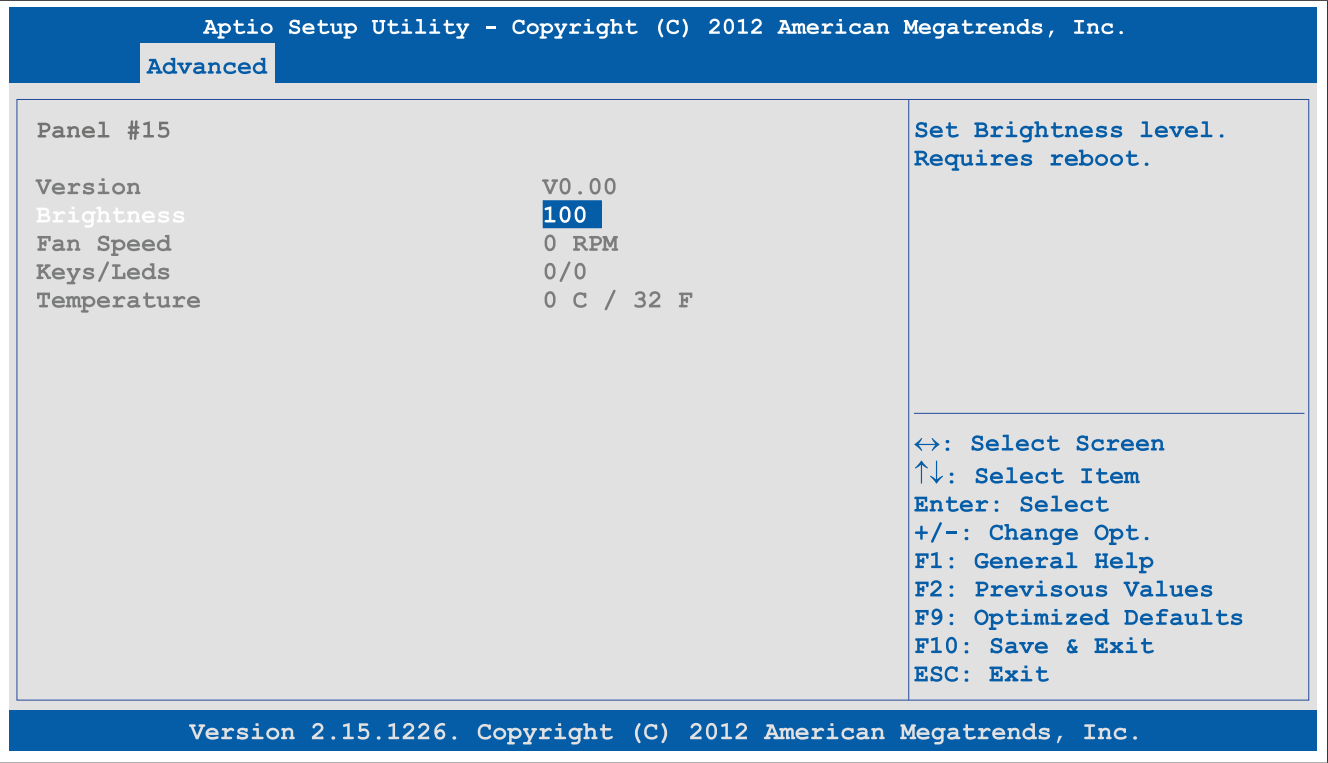 Aptio Setup Utility - Copyright (C) 2012 American Megatrends, Inc.
Advanced
Panel #15
Version V0.00
Brightness 100
Fan Speed 0 RPM
Keys/Leds 0/0
Temperature 0 C / 32 F
Set Brightness level.
Requires reboot.
↔: Select Screen
↑↓: Select Item
Enter: Select
+/-: Change Opt.
F1: General Help
F2: Previsous Values
F9: Optimized Defaults
F10: Save & Exit
ESC: Exit
Version 2.15.1226. Copyright (C) 2012 American Megatrends, Inc.